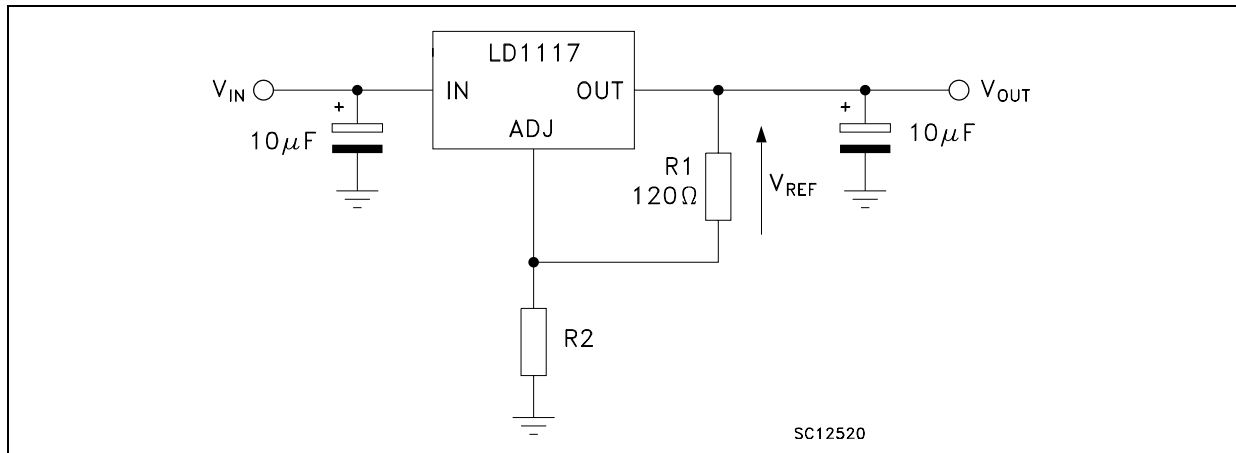 LD1117
V_IN
IN
OUT
V_OUT
+
10μF
ADJ
+
10μF
R1
120Ω
V_REF
R2
SC12520